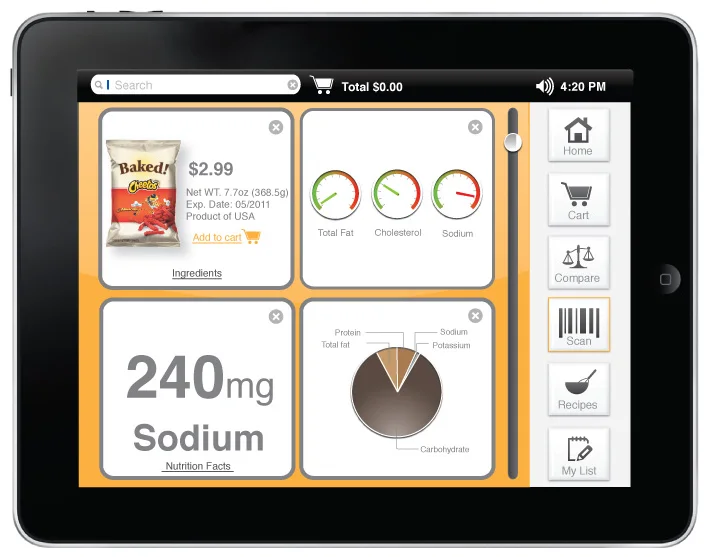 Search
Total $0.00
4:20 PM
Baked!
Cheetos
$2.99
Net WT. 7.7oz (368.5g)
Exp. Date: 05/2011
Product of USA
Add to cart
Ingredients
Total Fat
Cholesterol
Sodium
240mg
Sodium
Nutrition Facts
Protein
Total fat
Sodium
Potassium
Carbohydrate
Home
Cart
Compare
Scan
Recipes
My List